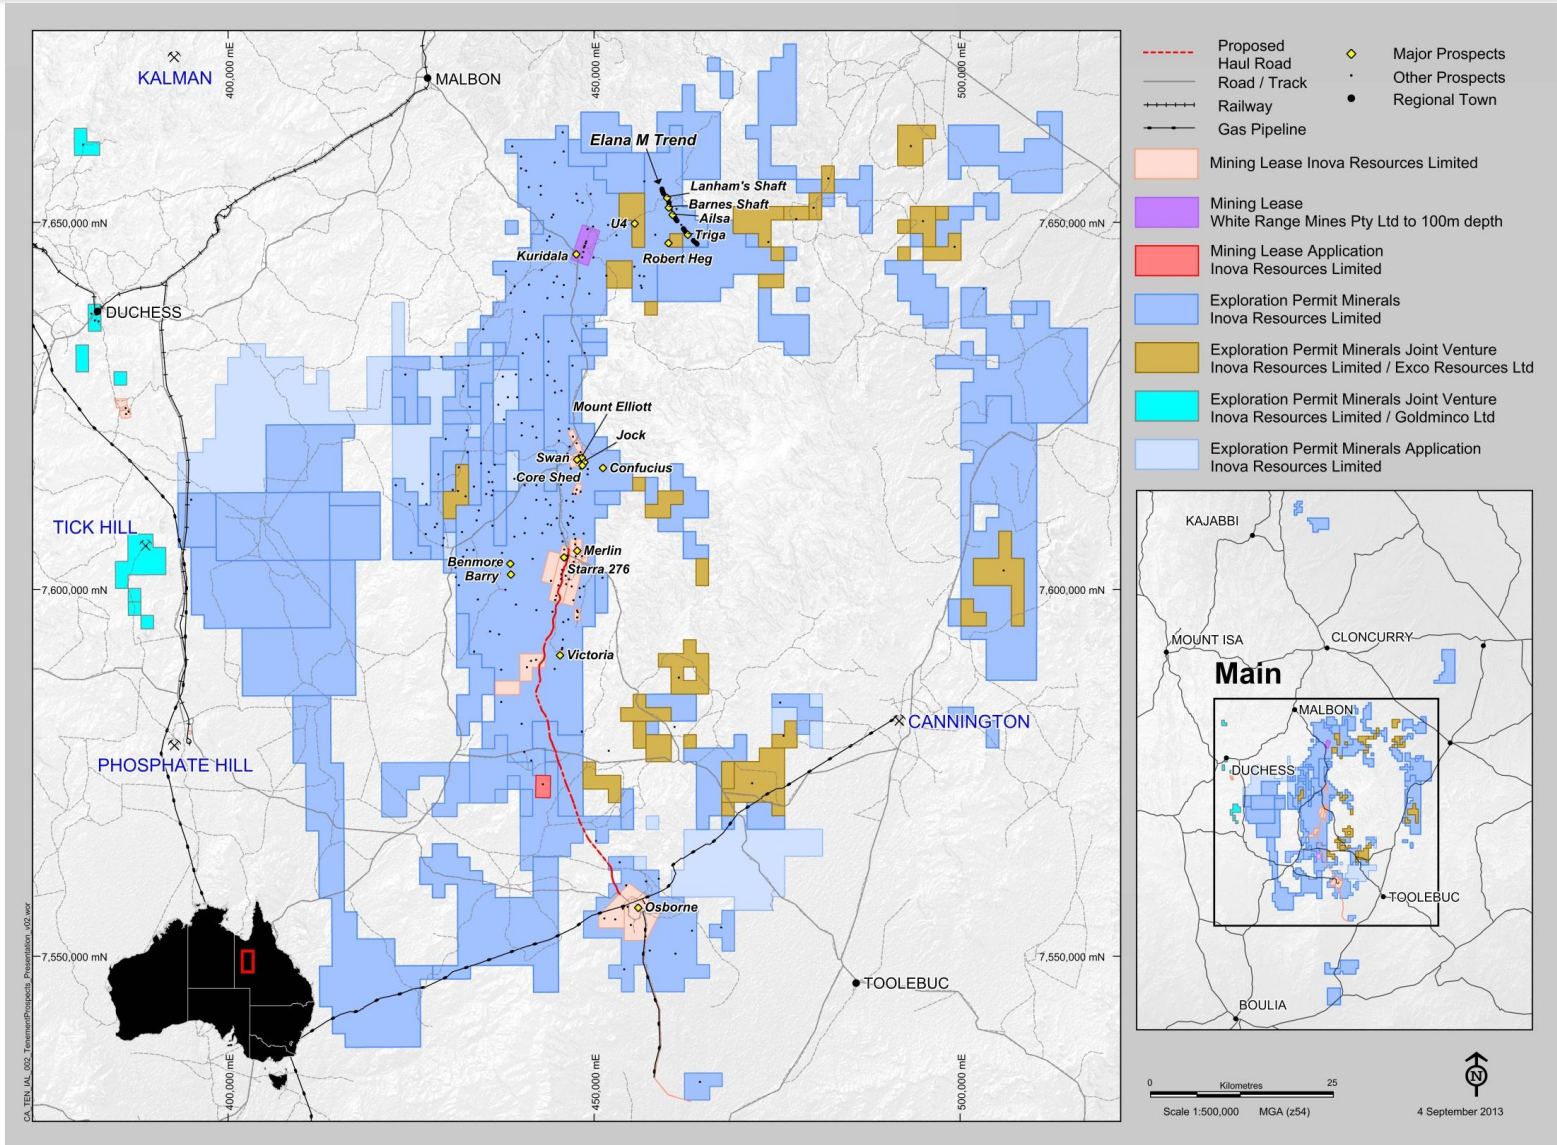 400,000 mE
450,000 mE
500,000 mE
KALMAN
MALBON
Elana M Trend
Lanham's Shaft
Barnes Shaft
Ailsa
U4
7,650,000 mN
7,650,000 mN
Triga
Kuridala
Robert Heg
DUCHESS
Mount Elliott
Jock
Swan
Confucius
Core Shed
TICK HILL
Merlin
Benmore
Starra 276
Barry
7,600,000 mN
7,600,000 mN
Victoria
CANNINGTON
PHOSPHATE HILL
Osborne
7,550,000 mN
7,550,000 mN
TOOLEBUC
400,000 mE
450,000 mE
500,000 mE
CA_TEN_IAL_002_TenementProspects_Presentation_v02.wor
Proposed
Haul Road
Road / Track
Railway
Gas Pipeline
Major Prospects
Other Prospects
Regional Town
Mining Lease Inova Resources Limited
Mining Lease
White Range Mines Pty Ltd to 100m depth
Mining Lease Application
Inova Resources Limited
Exploration Permit Minerals
Inova Resources Limited
Exploration Permit Minerals Joint Venture
Inova Resources Limited / Exco Resources Ltd
Exploration Permit Minerals Joint Venture
Inova Resources Limited / Goldminco Ltd
Exploration Permit Minerals Application
Inova Resources Limited
KAJABBI
MOUNT ISA
CLONCURRY
Main
MALBON
DUCHESS
TOOLEBUC
BOULIA
0 Kilometres 25
Scale 1:500,000 MGA (z54)
N
4 September 2013